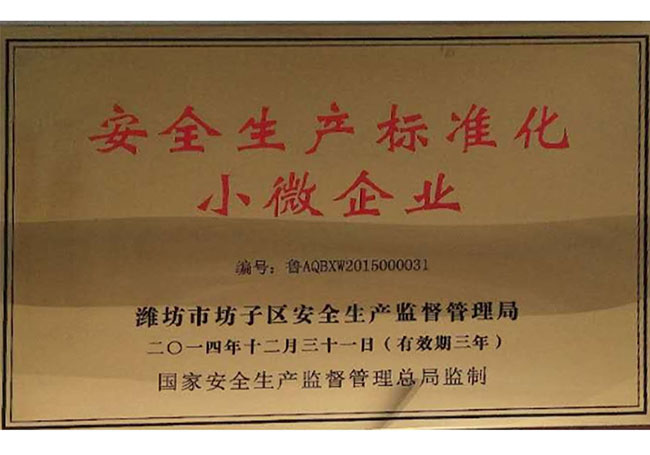 安全生产标准化
小微企业
编号：鲁AQBXW2015000031
潍坊市坊子区安全生产监督管理局
二〇一四年十二月三十一日（有效期三年）
国家安全生产监督管理总局监制